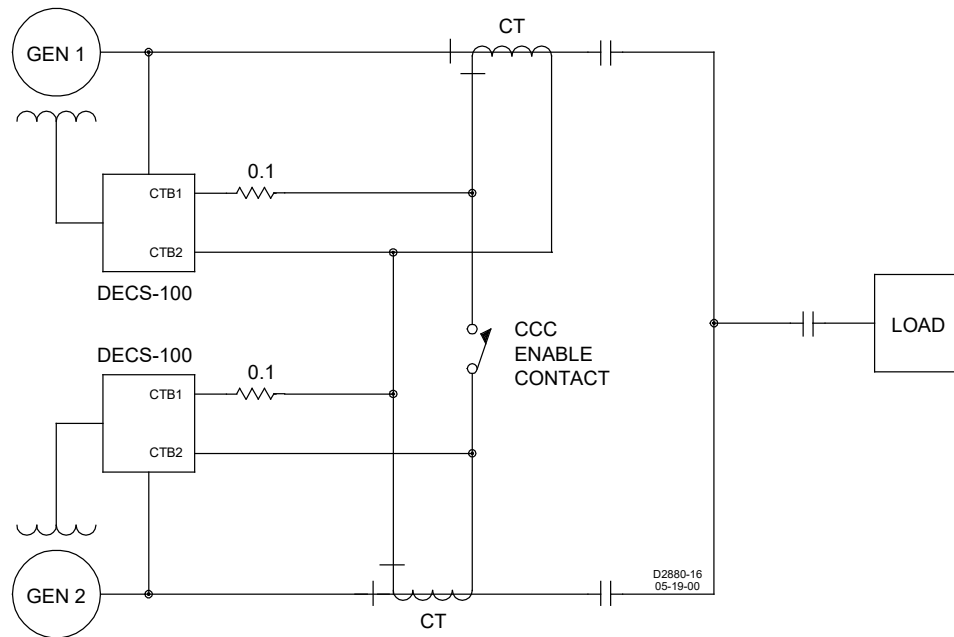 GEN 1
CT
0.1
CTB1
CTB2
DECS-100
CCC
ENABLE
CONTACT
LOAD
DECS-100
0.1
CTB1
CTB2
D2880-16
05-19-00
GEN 2
CT